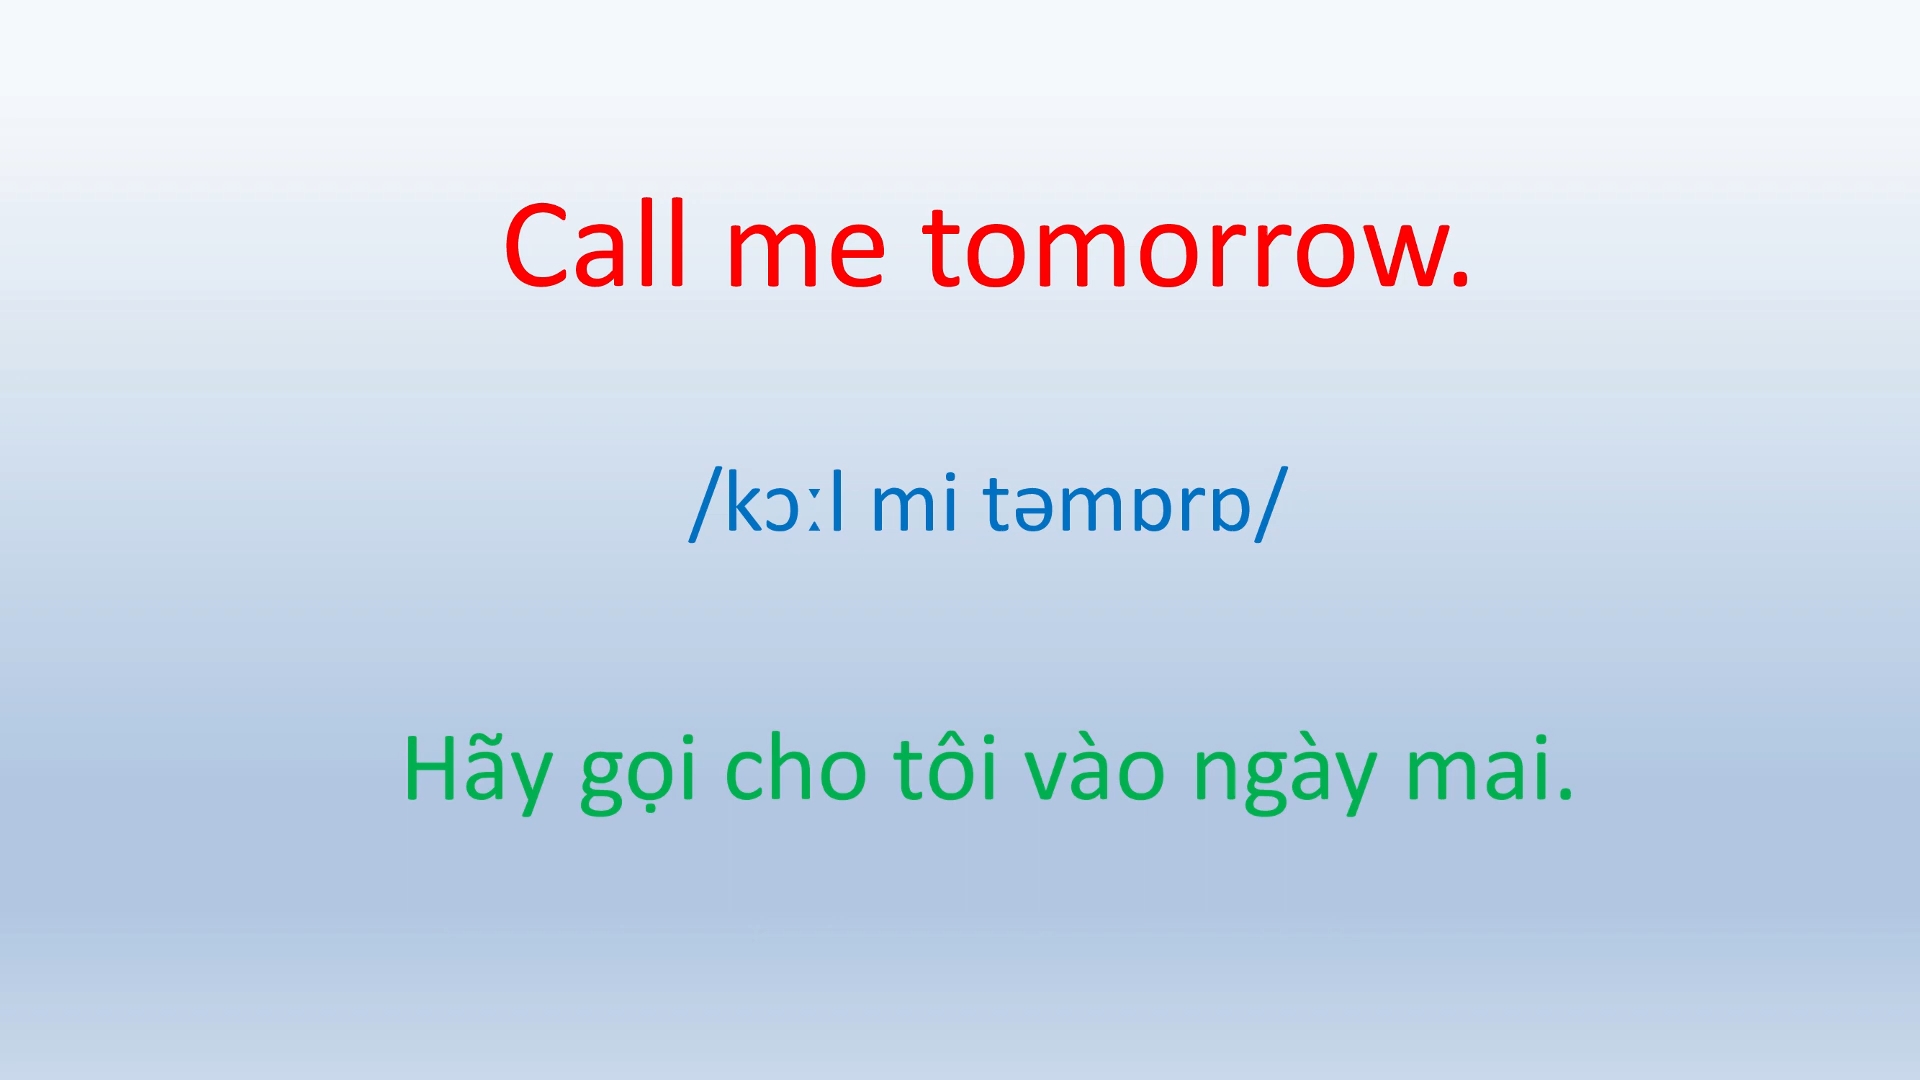 Call me tomorrow.
/kɔːl mi təmɒrɒ/
Hãy gọi cho tôi vào ngày mai.